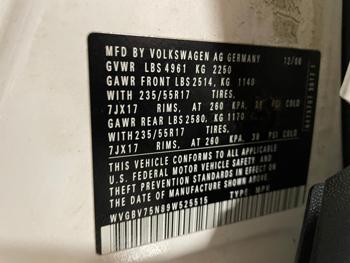 MFD BY VOLKSWAGEN AG GERMANY 12/08
GVWR LBS 4961 KG 2250
GAWR FRONT LBS 2514, KG 1140
WITH 235/55R17 TIRES,
7JX17 RIMS, AT 260 KPA, PSI COLD
GAWR REAR LBS 2580. KG 1170
WITH 235/55R17 TIRES,
7JX17 RIMS, AT 260 KPA, 38 PSI COLD
THIS VEHICLE CONFORMS TO ALL APPLICABLE
U.S. FEDERAL MOTOR VEHICLE SAFETY AND
THEFT PREVENTION STANDARDS IN EFFECT ON
THE DATE OF MANUFACTURE SHOWN ABOVE.
WVGBV75N89W525515 TYPE: MPV